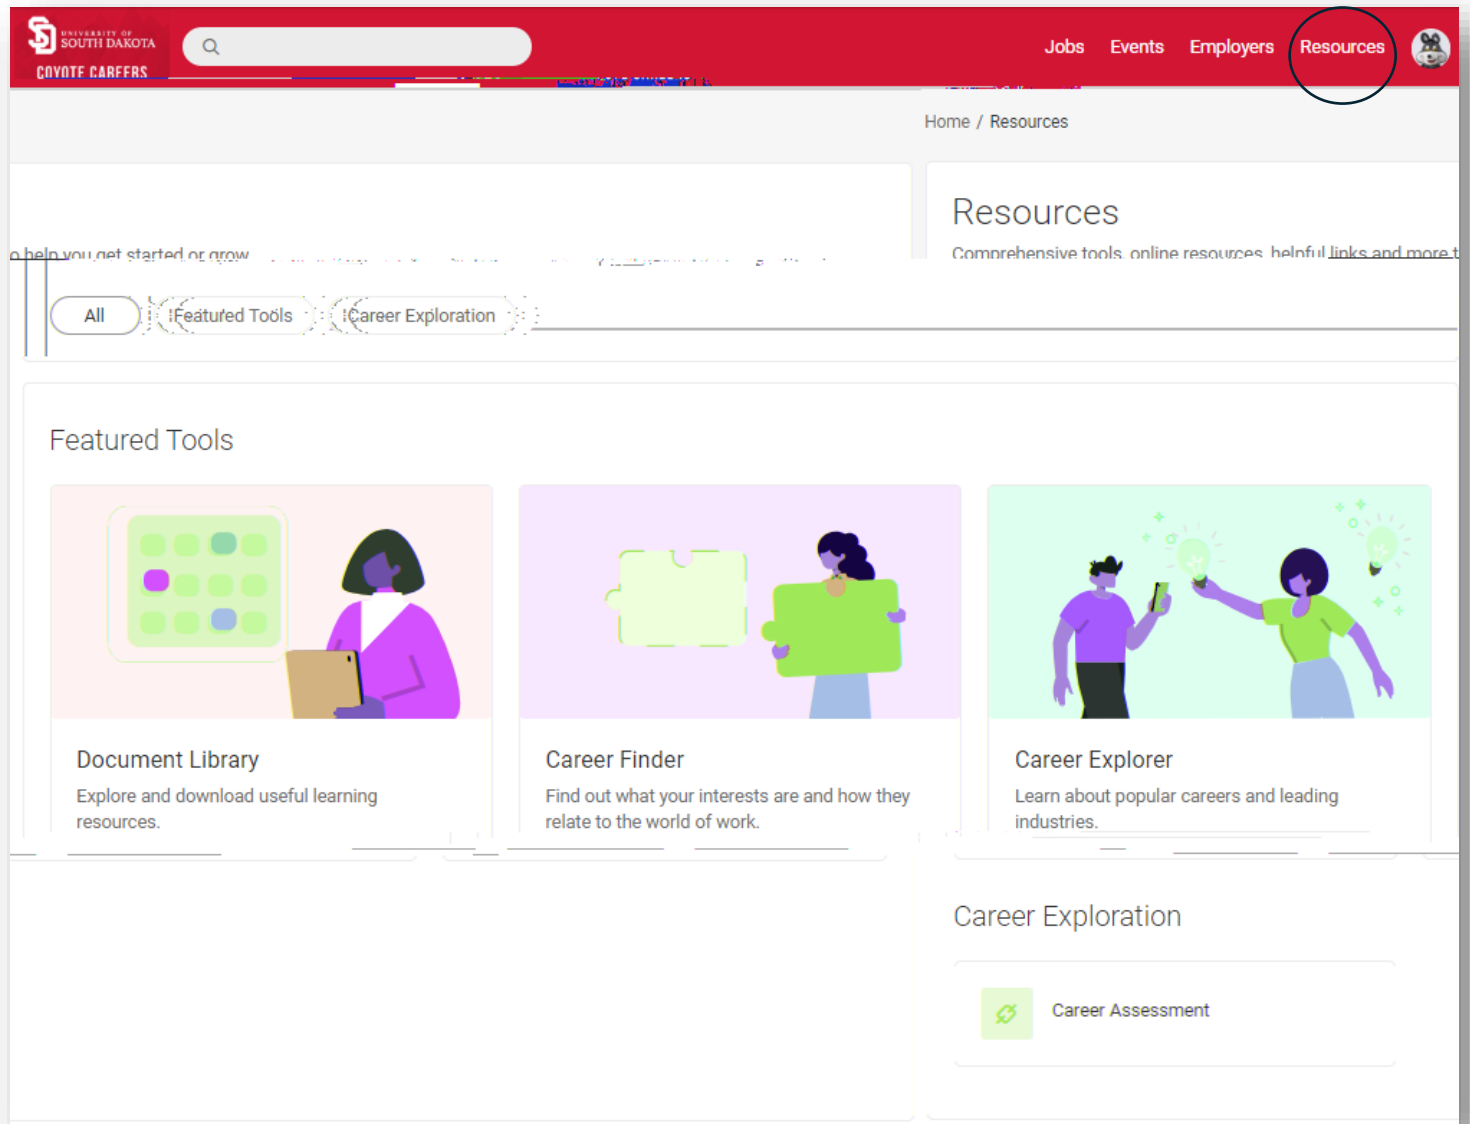 UNIVERSITY OF
SOUTH DAKOTA
COYOTE CAREERS
Jobs Events Employers Resources
Home / Resources
Resources
Comprehensive tools, online resources, helpful links and more t
o help you get started or grow
All Featured Tools Career Exploration
Featured Tools
Document Library
Explore and download useful learning
resources.
Career Finder
Find out what your interests are and how they
relate to the world of work.
Career Explorer
Learn about popular careers and leading
industries.
Career Exploration
Career Assessment